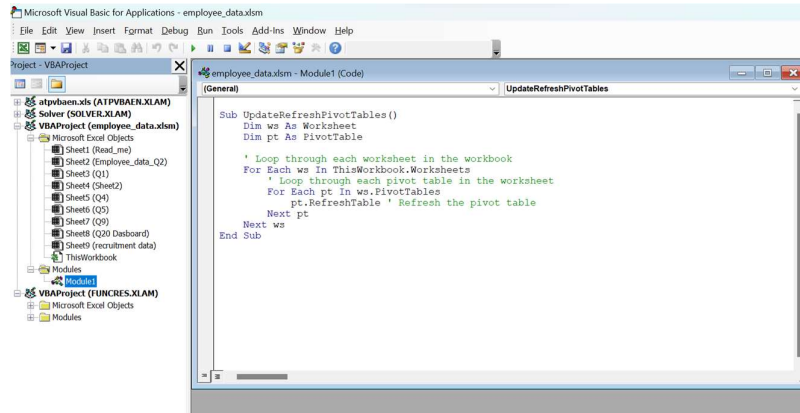 Microsoft Visual Basic for Applications - employee_data.xlsm
File Edit View Insert Format Debug Run Tools Add-Ins Window Help
Project - VBAProject
atpvbaen.xls (ATPVBAEN.XLAM)
Solver (SOLVER.XLAM)
VBAProject (employee_data.xlsm)
Microsoft Excel Objects
Sheet1 (Read_me)
Sheet2 (Employee_data_Q2)
Sheet3 (Q1)
Sheet4 (Sheet2)
Sheet5 (Q4)
Sheet6 (Q5)
Sheet7 (Q9)
Sheet8 (Q20 Dasboard)
Sheet9 (recruitment data)
ThisWorkbook
Modules
Module1
VBAProject (FUNCRES.XLAM)
Microsoft Excel Objects
Modules
employee_data.xlsm - Module1 (Code)
(General)
UpdateRefreshPivotTables
Sub UpdateRefreshPivotTables()
Dim ws As Worksheet
Dim pt As PivotTable
' Loop through each worksheet in the workbook
For Each ws In ThisWorkbook.Worksheets
' Loop through each pivot table in the worksheet
For Each pt In ws.PivotTables
pt.RefreshTable ' Refresh the pivot table
Next pt
Next ws
End Sub